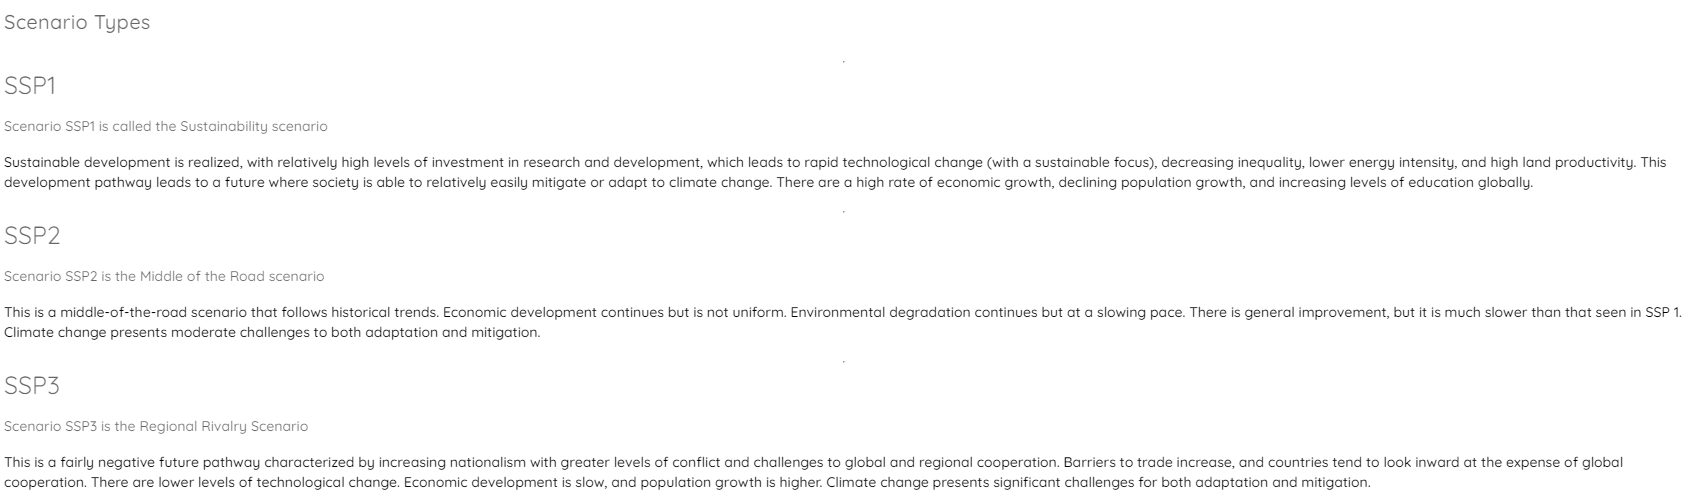 Scenario Types
SSP1
Scenario SSP1 is called the Sustainability scenario
Sustainable development is realized, with relatively high levels of investment in research and development, which leads to rapid technological change (with a sustainable focus), decreasing inequality, lower energy intensity, and high land productivity. This
development pathway leads to a future where society is able to relatively easily mitigate or adapt to climate change. There are a high rate of economic growth, declining population growth, and increasing levels of education globally.
SSP2
Scenario SSP2 is the Middle of the Road scenario
This is a middle-of-the-road scenario that follows historical trends. Economic development continues but is not uniform. Environmental degradation continues but at a slowing pace. There is general improvement, but it is much slower than that seen in SSP 1.
Climate change presents moderate challenges to both adaptation and mitigation.
SSP3
Scenario SSP3 is the Regional Rivalry Scenario
This is a fairly negative future pathway characterized by increasing nationalism with greater levels of conflict and challenges to global and regional cooperation. Barriers to trade increase, and countries tend to look inward at the expense of global
cooperation. There are lower levels of technological change. Economic development is slow, and population growth is higher. Climate change presents significant challenges for both adaptation and mitigation.